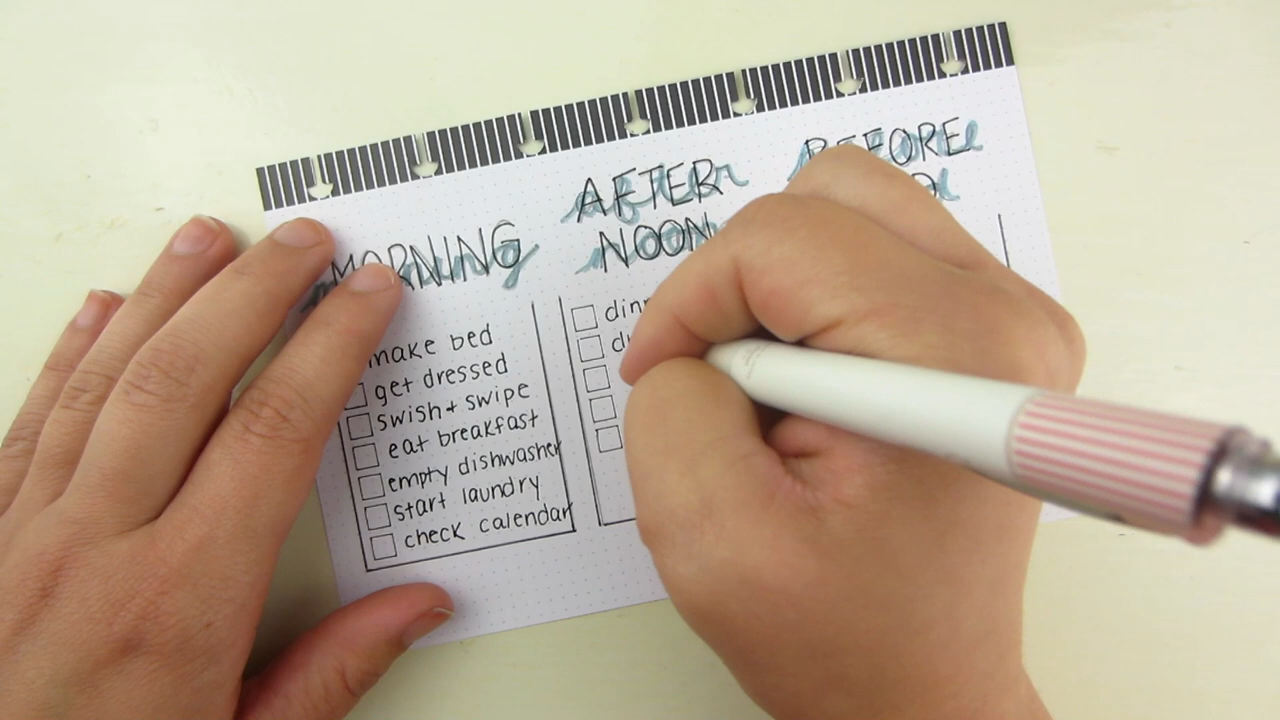 MORNING
make bed
get dressed
swish + swipe
eat breakfast
empty dishwasher
start laundry
check calendar
AFTER
NOON
BEFORE